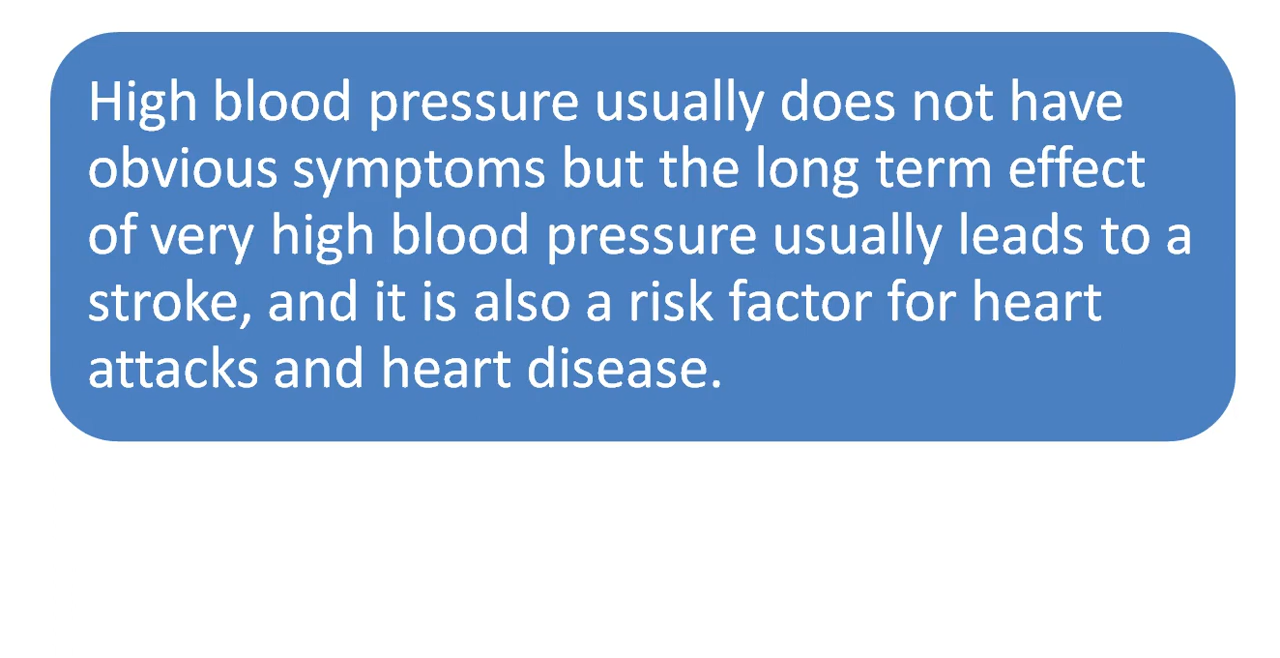 High blood pressure usually does not have
obvious symptoms but the long term effect
of very high blood pressure usually leads to a
stroke, and it is also a risk factor for heart
attacks and heart disease.